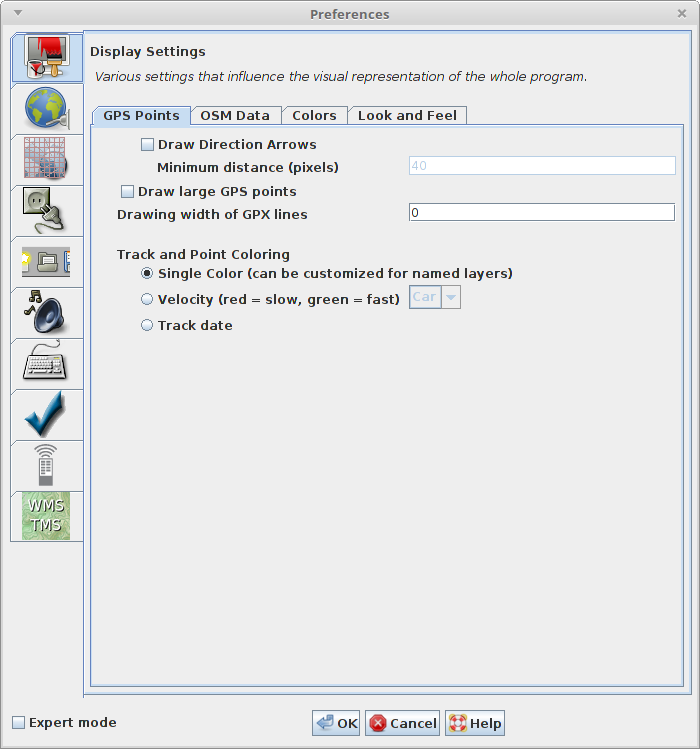 Preferences
Display Settings
Various settings that influence the visual representation of the whole program.
GPS Points OSM Data Colors Look and Feel
Draw Direction Arrows
Minimum distance (pixels) 40
Draw large GPS points
Drawing width of GPX lines 0
Track and Point Coloring
Single Color (can be customized for named layers)
Velocity (red = slow, green = fast) Car
Track date
WMS
TMS
Expert mode OK Cancel Help